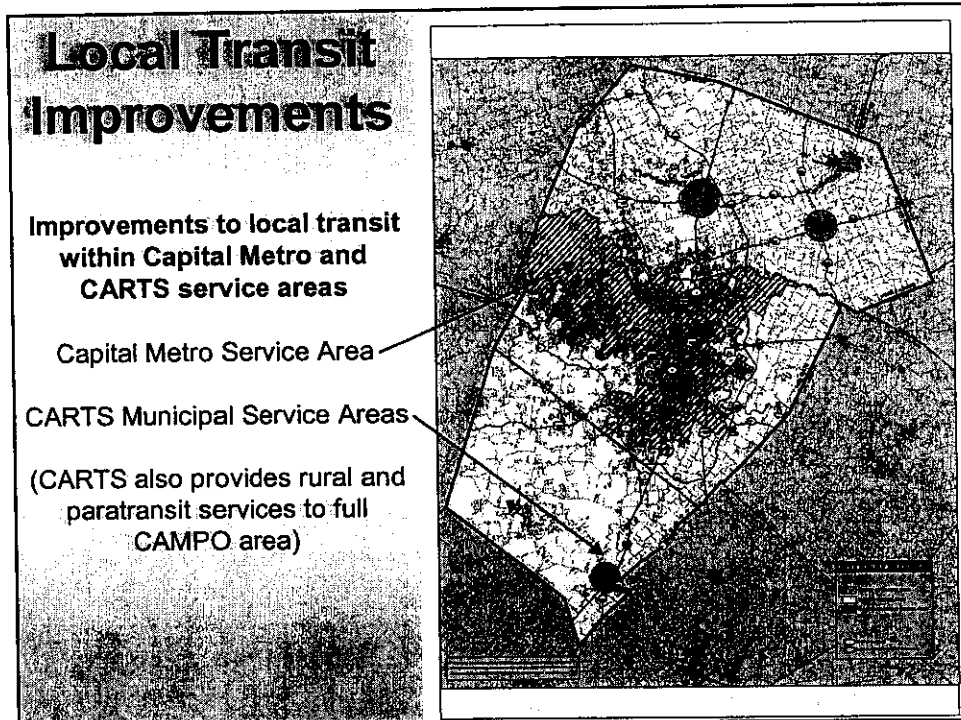 Local Transit
Improvements
Improvements to local transit
within Capital Metro and
CARTS service areas
Capital Metro Service Area
CARTS Municipal Service Areas
(CARTS also provides rural and
paratransit services to full
CAMPO area)